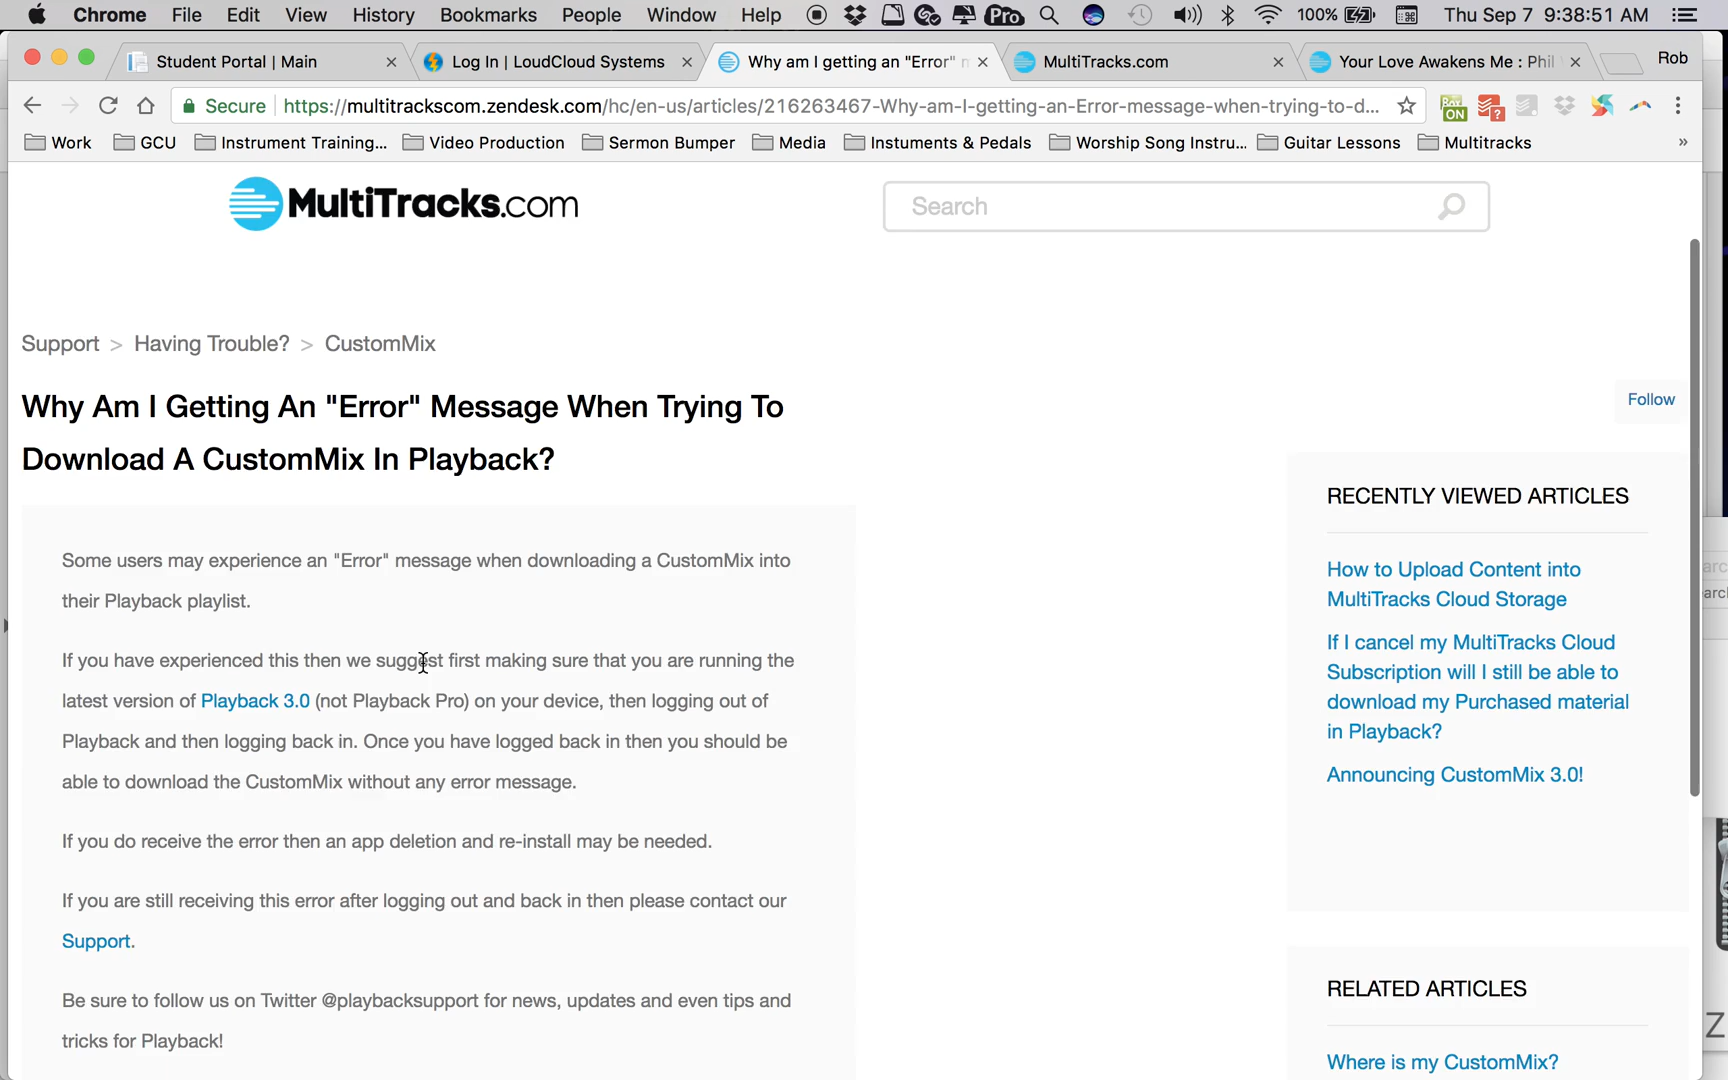 Chrome File Edit View History Bookmarks People Window Help Pro 100% Thu Sep 7 9:38:51 AM
Student Portal | Main Log In | LoudCloud Systems Why am I getting an "Error" m MultiTracks.com Your Love Awakens Me : Phil Rob
Secure https://multitrackscom.zendesk.com/hc/en-us/articles/216263467-Why-am-I-getting-an-Error-message-when-trying-to-d... ON ?
Work GCU Instrument Training... Video Production Sermon Bumper Media Instuments & Pedals Worship Song Instru... Guitar Lessons Multitracks »
MultiTracks.com Search
Support > Having Trouble? > CustomMix
Why Am I Getting An "Error" Message When Trying To
Download A CustomMix In Playback?
Follow
Some users may experience an "Error" message when downloading a CustomMix into
their Playback playlist.
If you have experienced this then we suggest first making sure that you are running the
latest version of Playback 3.0 (not Playback Pro) on your device, then logging out of
Playback and then logging back in. Once you have logged back in then you should be
able to download the CustomMix without any error message.
If you do receive the error then an app deletion and re-install may be needed.
If you are still receiving this error after logging out and back in then please contact our
Support.
Be sure to follow us on Twitter @playbacksupport for news, updates and even tips and
tricks for Playback!
RECENTLY VIEWED ARTICLES
How to Upload Content into
MultiTracks Cloud Storage
If I cancel my MultiTracks Cloud
Subscription will I still be able to
download my Purchased material
in Playback?
Announcing CustomMix 3.0!
RELATED ARTICLES
Where is my CustomMix?